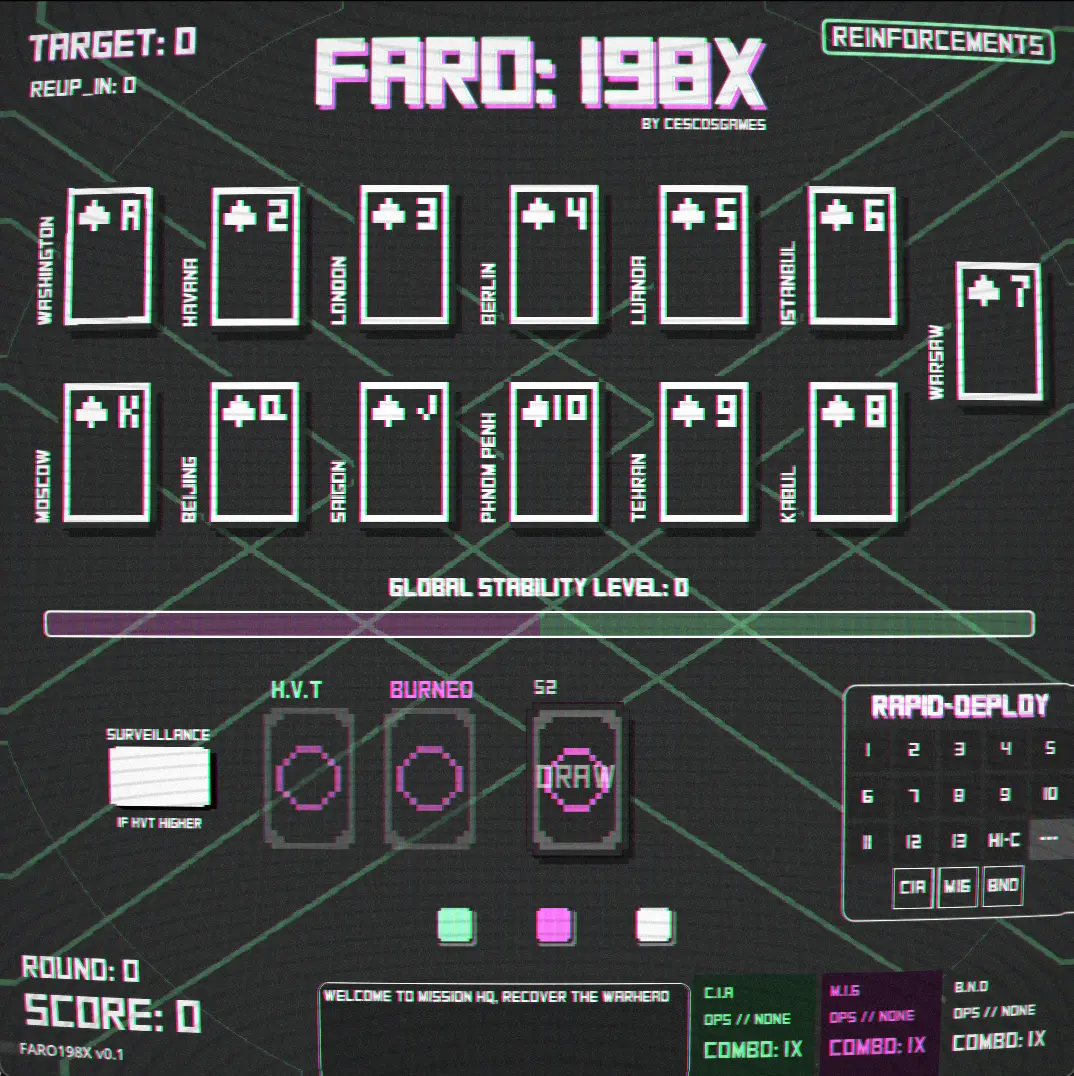 TARGET: 0
REUP_IN: 0
FARO: 198X
BY CESCOSGAMES
REINFORCEMENTS
WASHINGTON
A
HAVANA
2
LONDON
3
BERLIN
4
LUANDA
5
ISTANBUL
6
WARSAW
7
MOSCOW
K
BEIJING
Q
SAIGON
J
PHNOM PENH
10
TEHRAN
9
KABUL
8
GLOBAL STABILITY LEVEL: 0
SURVEILLANCE
IF HVT HIGHER
H.V.T
BURNED
52
DRAW
RAPID-DEPLOY
1 2 3 4 5
6 7 8 9 10
11 12 13 HI-C ---
CIA MI6 BND
ROUND: 0
SCORE: 0
FARO198X v0.1
WELCOME TO MISSION HQ, RECOVER THE WARHEAD
C.I.A
OPS // NONE
COMBO: 1X
M.I.6
OPS // NONE
COMBO: 1X
B.N.D
OPS // NONE
COMBO: 1X